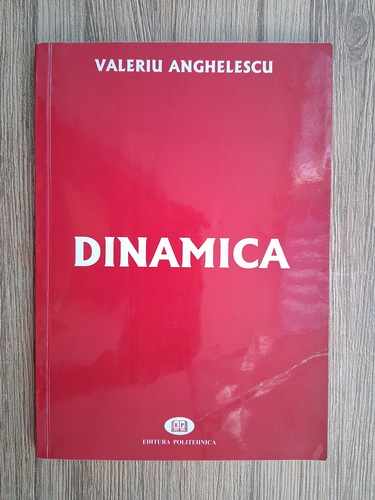 VALERIU ANGHELESCU
DINAMICA
EDITURA POLITEHNICA